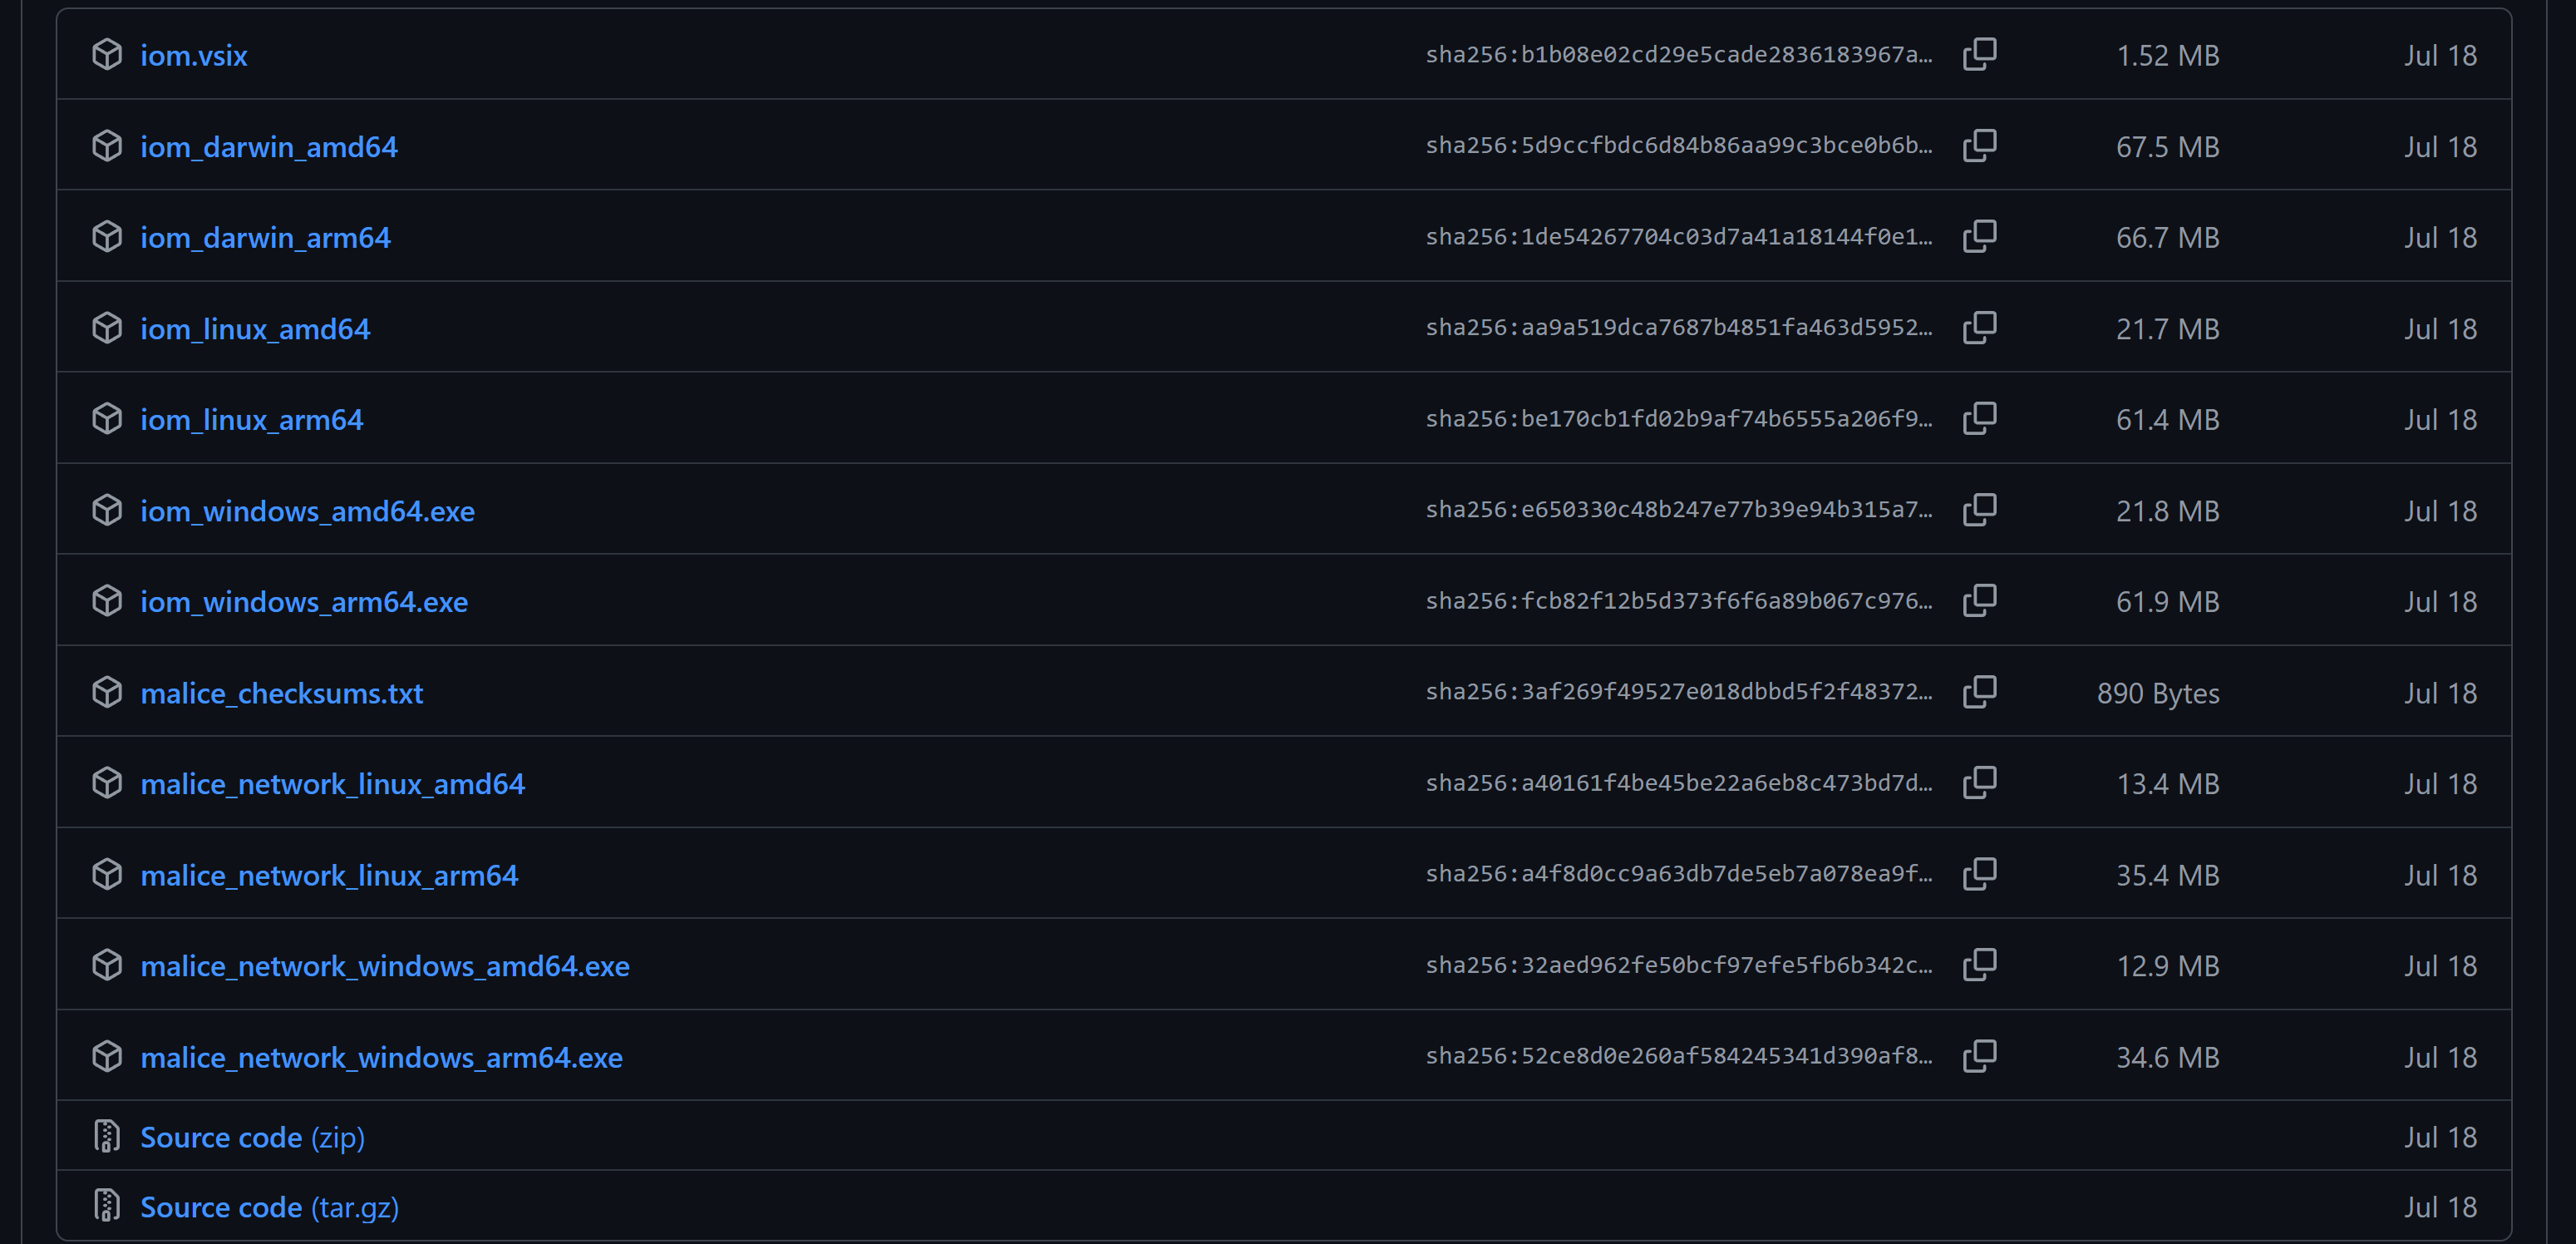 iom.vsix sha256:b1b08e02cd29e5cade2836183967a… 1.52 MB Jul 18
iom_darwin_amd64 sha256:5d9ccfbdc6d84b86aa99c3bce0b6b… 67.5 MB Jul 18
iom_darwin_arm64 sha256:1de54267704c03d7a41a18144f0e1… 66.7 MB Jul 18
iom_linux_amd64 sha256:aa9a519dca7687b4851fa463d5952… 21.7 MB Jul 18
iom_linux_arm64 sha256:be170cb1fd02b9af74b6555a206f9… 61.4 MB Jul 18
iom_windows_amd64.exe sha256:e650330c48b247e77b39e94b315a7… 21.8 MB Jul 18
iom_windows_arm64.exe sha256:fcb82f12b5d373f6f6a89b067c976… 61.9 MB Jul 18
malice_checksums.txt sha256:3af269f49527e018dbbd5f2f48372… 890 Bytes Jul 18
malice_network_linux_amd64 sha256:a40161f4be45be22a6eb8c473bd7d… 13.4 MB Jul 18
malice_network_linux_arm64 sha256:a4f8d0cc9a63db7de5eb7a078ea9f… 35.4 MB Jul 18
malice_network_windows_amd64.exe sha256:32aed962fe50bcf97efe5fb6b342c… 12.9 MB Jul 18
malice_network_windows_arm64.exe sha256:52ce8d0e260af584245341d390af8… 34.6 MB Jul 18
Source code (zip) Jul 18
Source code (tar.gz) Jul 18